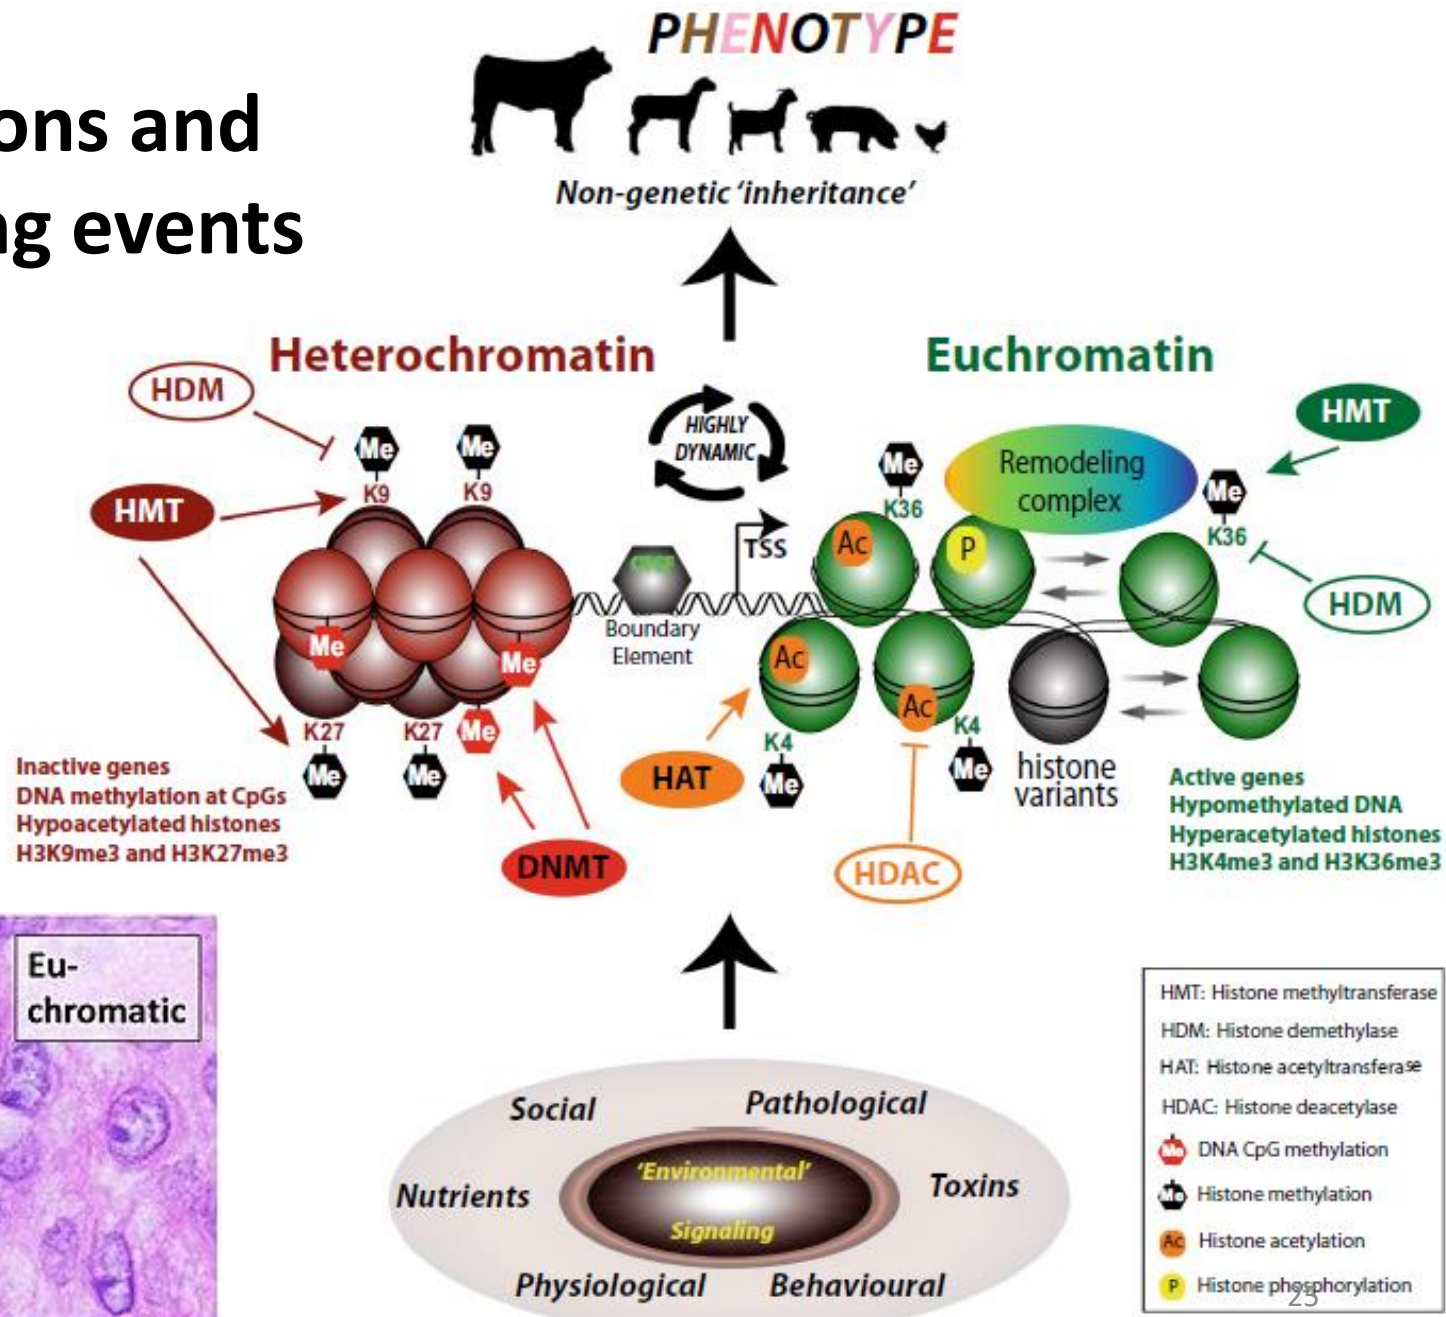 PHENOTYPE
ons and
ng events
Non-genetic 'inheritance'
Heterochromatin
Euchromatin
HDM
HMT
Me
Me
K9
K9
HIGHLY
DYNAMIC
TSS
Boundary
Element
Me
Me
Me
K27
K27
Me
Me
Inactive genes
DNA methylation at CpGs
Hypoacetylated histones
H3K9me3 and H3K27me3
DNMT
Me
K36
Remodeling
complex
Me
K36
HMT
HDM
Ac
P
Ac
Ac
K4
Me
K4
Me
HAT
HDAC
histone
variants
Active genes
Hypomethylated DNA
Hyperacetylated histones
H3K4me3 and H3K36me3
Eu-
chromatic
Social
Pathological
Nutrients
'Environmental'
Signaling
Toxins
Physiological
Behavioural
HMT: Histone methyltransferase
HDM: Histone demethylase
HAT: Histone acetyltransferase
HDAC: Histone deacetylase
Me DNA CpG methylation
Me Histone methylation
Ac Histone acetylation
P Histone phosphorylation
25